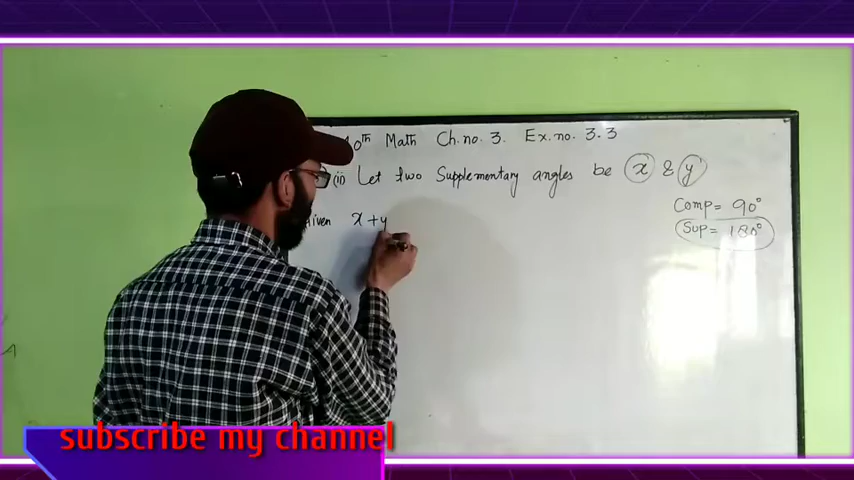 10th Math Ch.no. 3. Ex.no. 3.3
(ii) Let two Supplementary angles be x & y
Comp = 90°
Given x+y
Sup = 180°
subscribe my channel